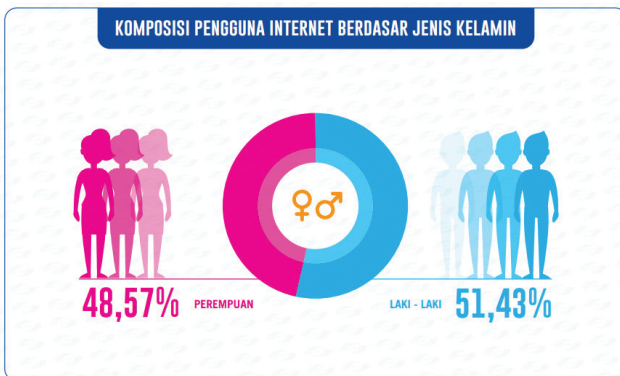 KOMPOSISI PENGGUNA INTERNET BERDASAR JENIS KELAMIN
48,57% PEREMPUAN
LAKI - LAKI 51,43%